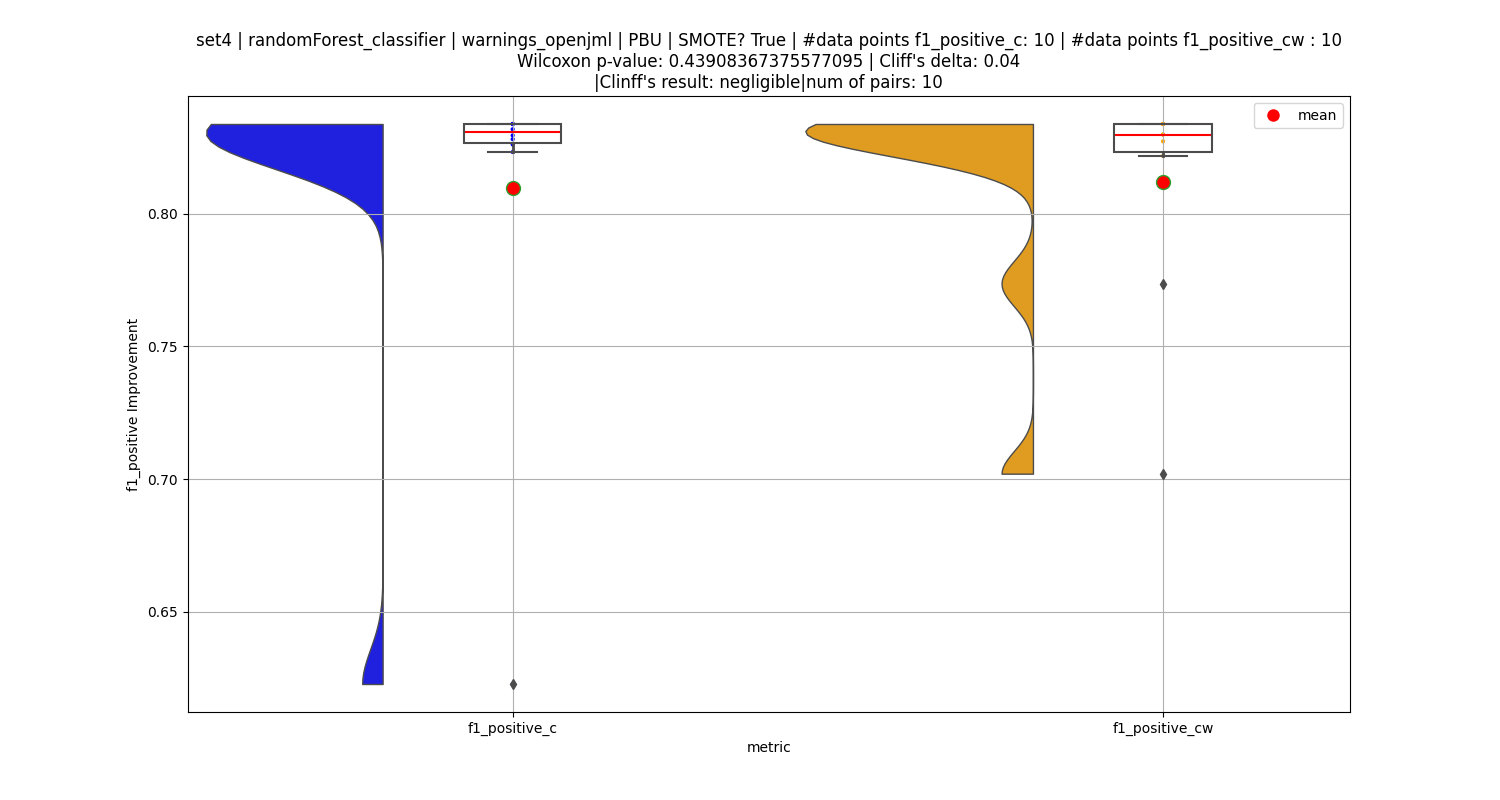 set4 | randomForest_classifier | warnings_openjml | PBU | SMOTE? True | #data points f1_positive_c: 10 | #data points f1_positive_cw : 10
Wilcoxon p-value: 0.43908367375577095 | Cliff's delta: 0.04
|Clinff's result: negligible|num of pairs: 10
mean
0.80
0.75
0.70
0.65
f1_positive Improvement
f1_positive_c
f1_positive_cw
metric